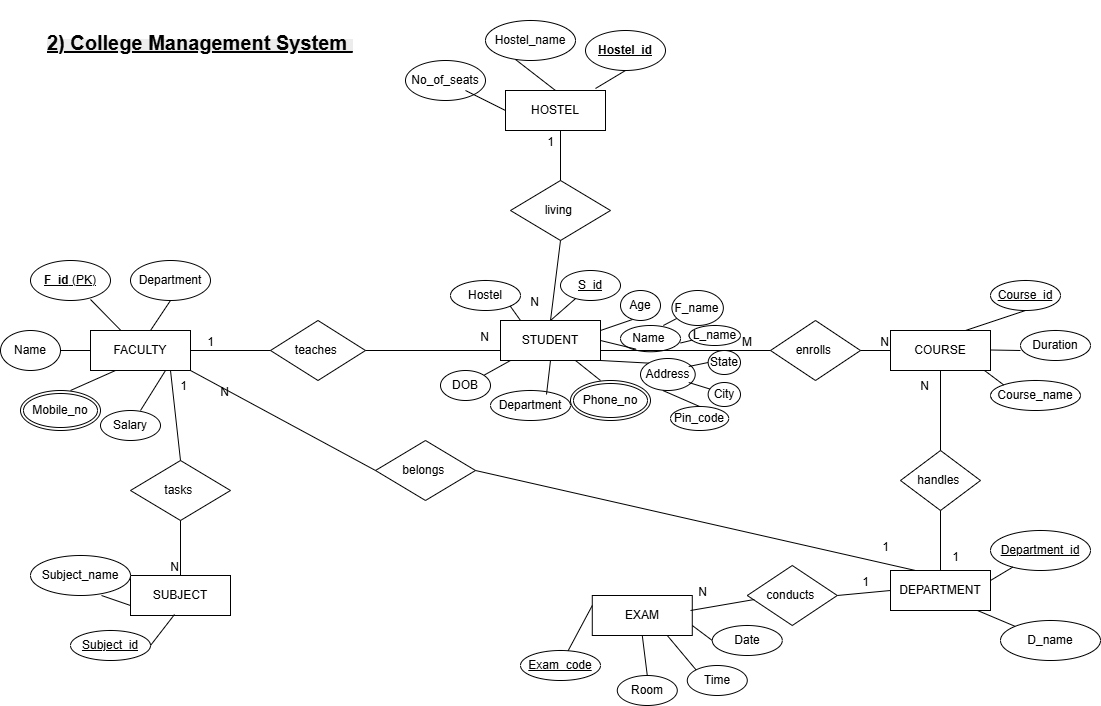 2) College Management System
Hostel_name
Hostel_id
No_of_seats
HOSTEL
1
living
F_id (PK)
Department
Hostel
N
S_id
Age
F_name
Course_id
Name
FACULTY
1
teaches
N
STUDENT
Name
L_name
M
enrolls
N
COURSE
Duration
State
Address
DOB
1
N
N
Mobile_no
Salary
Department
Phone_no
City
Pin_code
Course_name
belongs
handles
tasks
Department_id
1
1
N
Subject_name
SUBJECT
N
conducts
1
DEPARTMENT
EXAM
Subject_id
Date
D_name
Exam_code
Room
Time